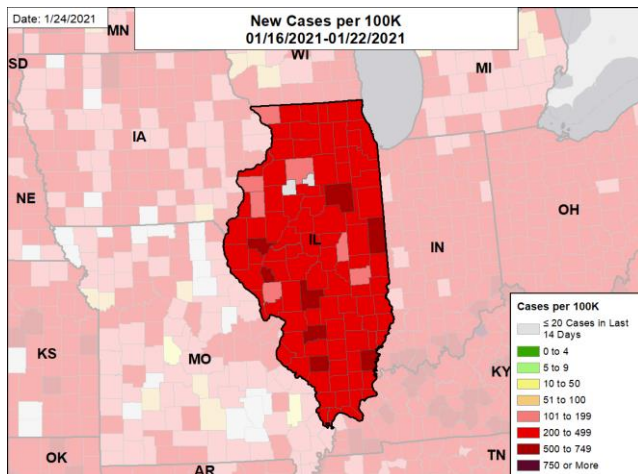 Date: 1/24/2021
New Cases per 100K
01/16/2021-01/22/2021
MN
WI
SD
MI
IA
NE
OH
IL
IN
MO
KS
KY
OK
AR
TN
Cases per 100K
≤ 20 Cases in Last
14 Days
0 to 4
5 to 9
10 to 50
51 to 100
101 to 199
200 to 499
500 to 749
750 or More